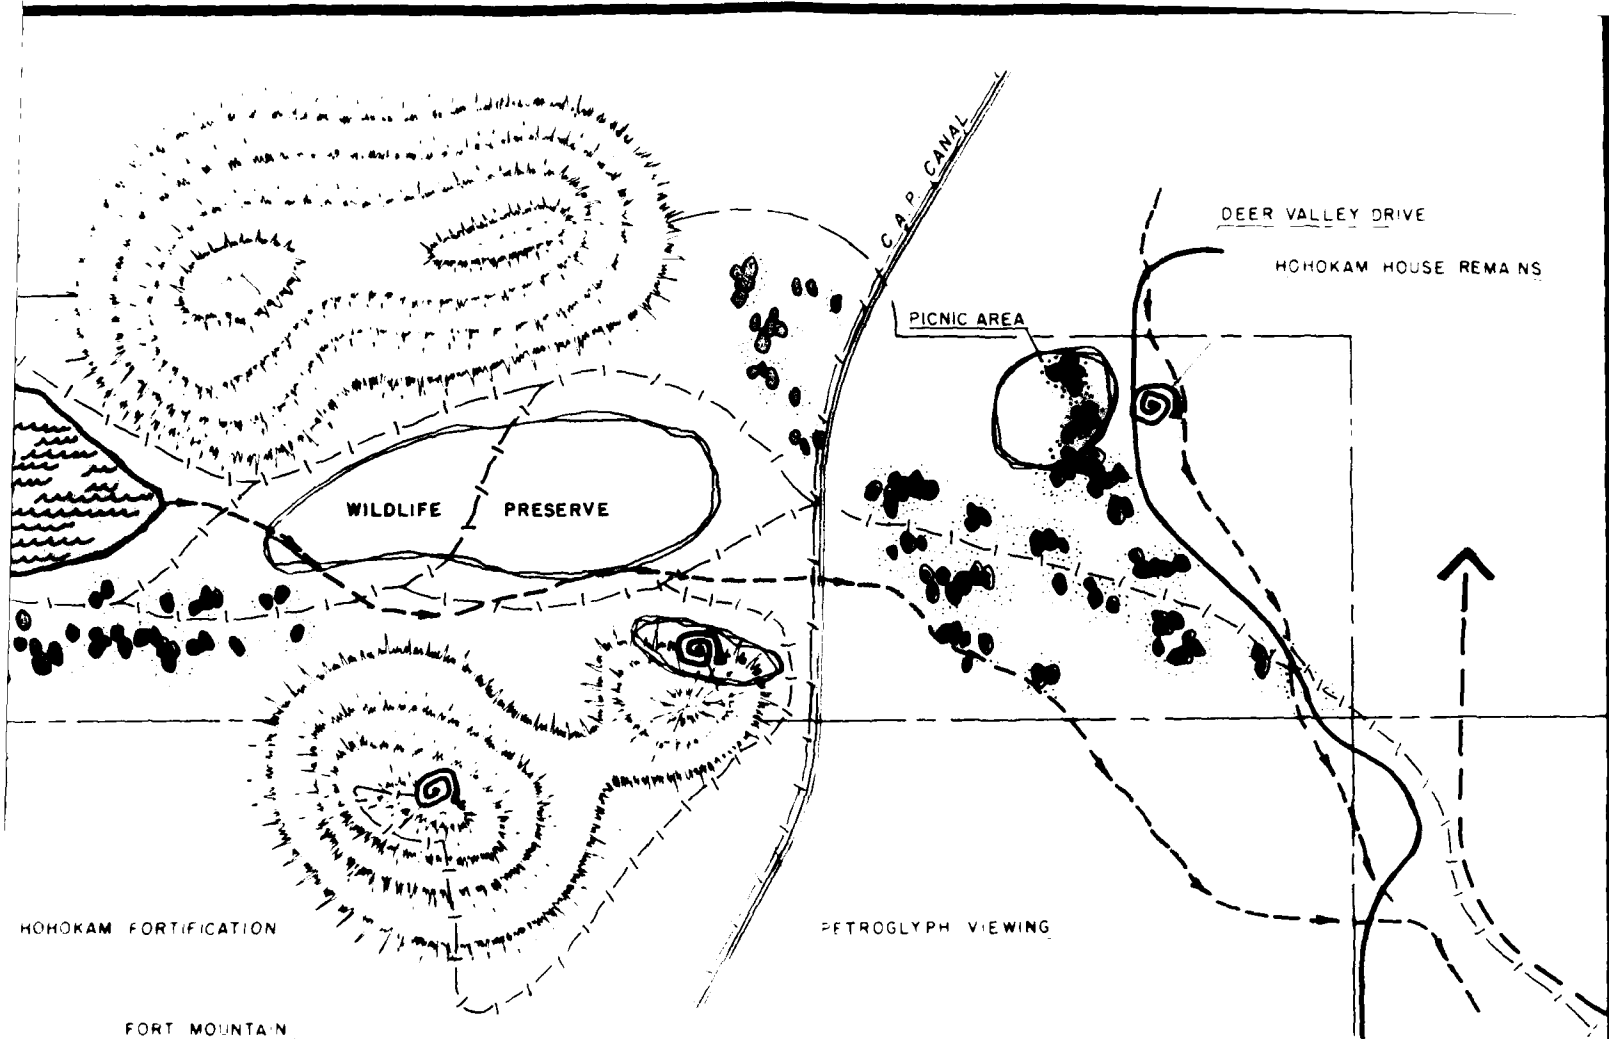 C.A.P. CANAL
DEER VALLEY DRIVE
HOHOKAM HOUSE REMAINS
PICNIC AREA
WILDLIFE PRESERVE
HOHOKAM FORTIFICATION
PETROGLYPH VIEWING
FORT MOUNTAIN